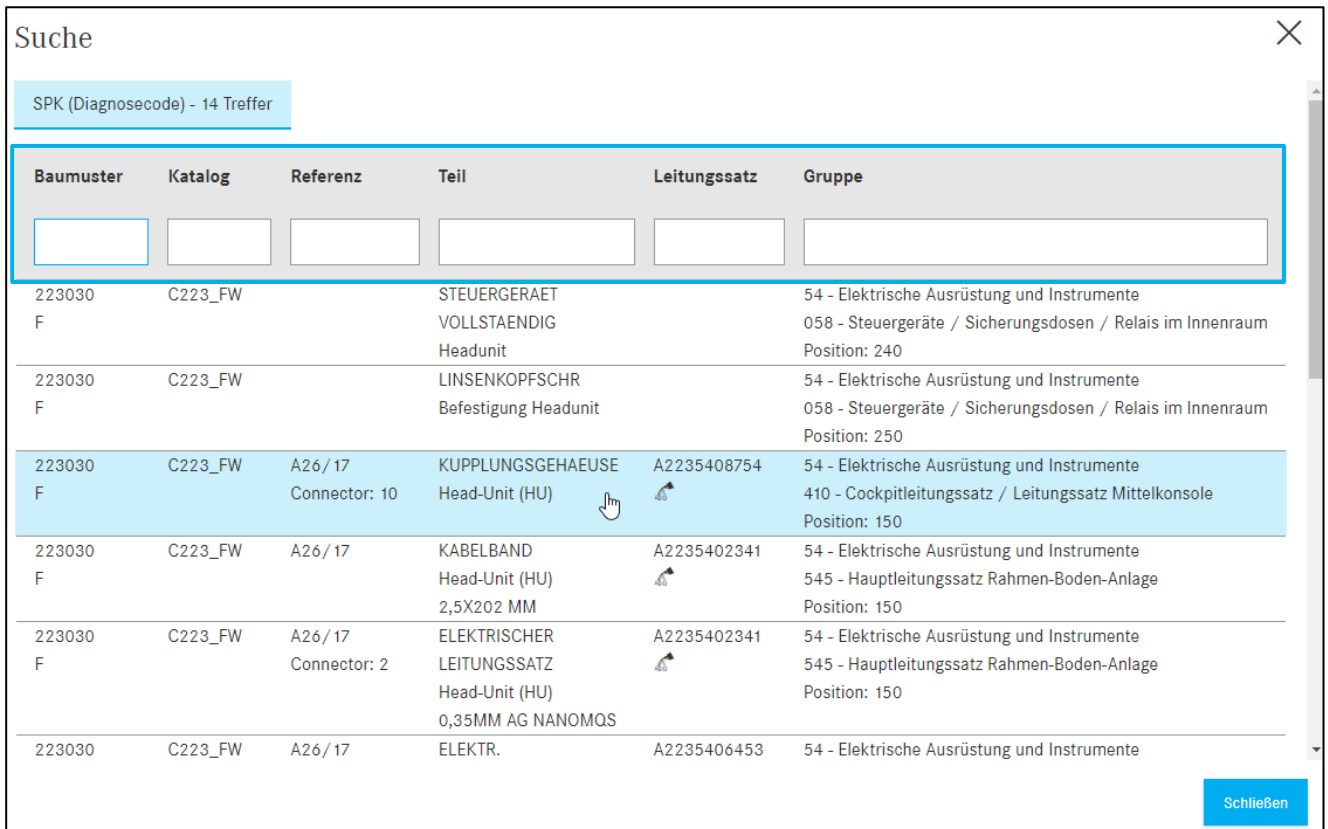 Suche
SPK (Diagnosecode) - 14 Treffer
Baumuster Katalog Referenz Teil Leitungssatz Gruppe
223030 C223_FW STEUERGERAET 54 - Elektrische Ausrüstung und Instrumente
F VOLLSTAENDIG 058 - Steuergeräte / Sicherungsdosen / Relais im Innenraum
Headunit Position: 240
223030 C223_FW LINSENKOPFSCHR 54 - Elektrische Ausrüstung und Instrumente
F Befestigung Headunit 058 - Steuergeräte / Sicherungsdosen / Relais im Innenraum
Position: 250
223030 C223_FW A26/17 KUPPLUNGSGEHAEUSE A2235408754 54 - Elektrische Ausrüstung und Instrumente
F Connector: 10 Head-Unit (HU) 410 - Cockpitleitungssatz / Leitungssatz Mittelkonsole
Position: 150
223030 C223_FW A26/17 KABELBAND A2235402341 54 - Elektrische Ausrüstung und Instrumente
F Head-Unit (HU) 545 - Hauptleitungssatz Rahmen-Boden-Anlage
2,5X202 MM Position: 150
223030 C223_FW A26/17 ELEKTRISCHER A2235402341 54 - Elektrische Ausrüstung und Instrumente
F Connector: 2 LEITUNGSSATZ 545 - Hauptleitungssatz Rahmen-Boden-Anlage
Head-Unit (HU) Position: 150
0,35MM AG NANOMQS
223030 C223_FW A26/17 ELEKTR. A2235406453 54 - Elektrische Ausrüstung und Instrumente
Schließen